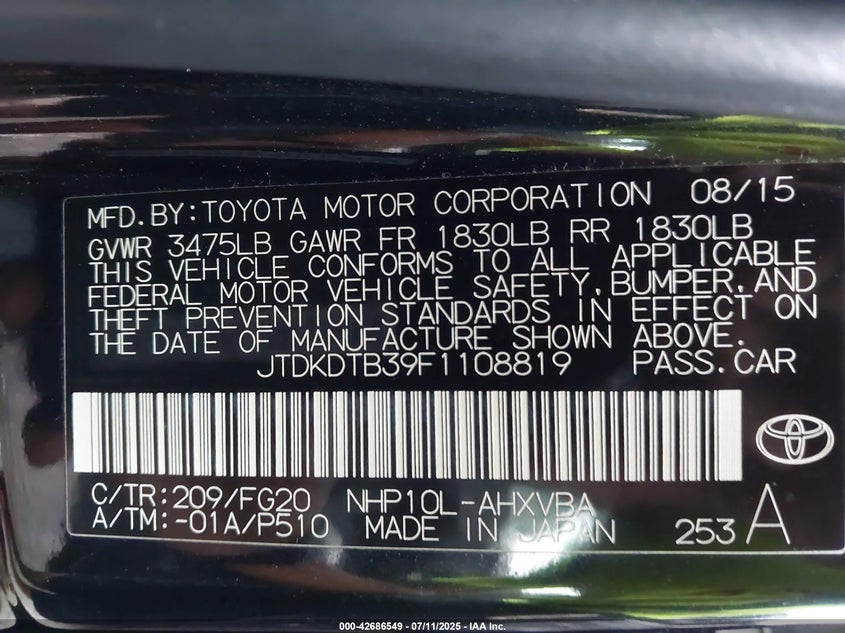 MFD.BY:TOYOTA MOTOR CORPORATION 08/15
GVWR 3475LB GAWR FR 1830LB RR 1830LB
THIS VEHICLE CONFORMS TO ALL APPLICABLE
FEDERAL MOTOR VEHICLE SAFETY,BUMPER,AND
THEFT PREVENTION STANDARDS IN EFFECT ON
THE DATE OF MANUFACTURE SHOWN ABOVE.
JTDKDTB39F1108819 PASS.CAR
C/TR:209/FG20 NHP10L-AHXVBA
A/TM:-01A/P510 MADE IN JAPAN 253 A
000-42686549 - 07/11/2025 - IAA Inc.